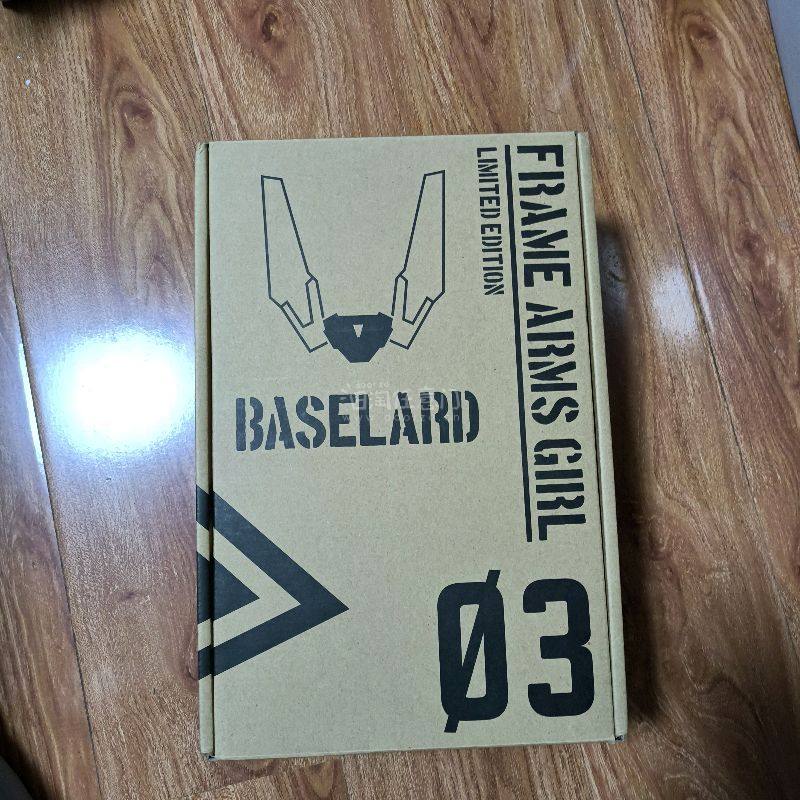 FRAME ARMS GIRL
LIMITED EDITION
BASELARD
Ø3